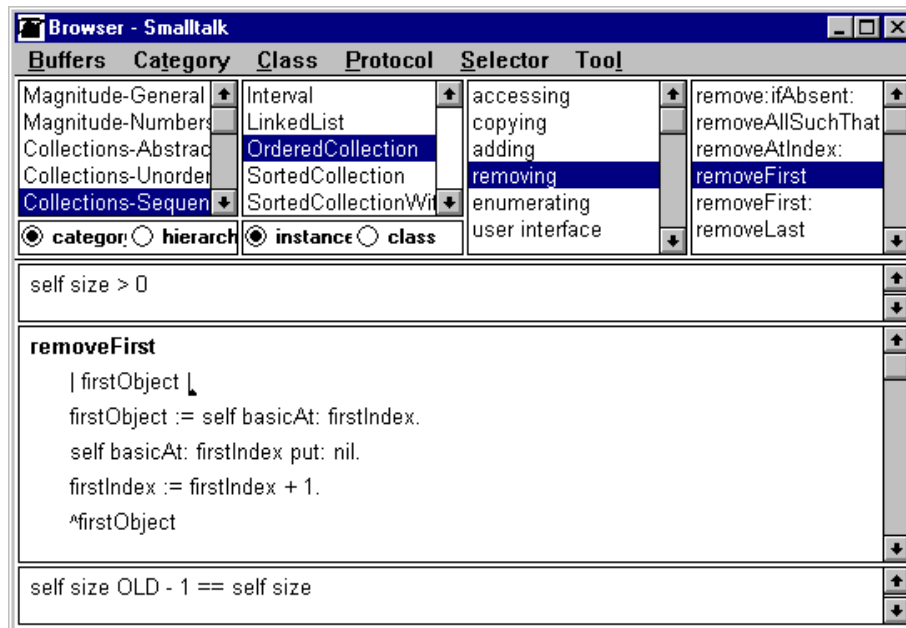 Browser - Smalltalk
Buffers Category Class Protocol Selector Tool
Magnitude-General
Magnitude-Numbers
Collections-Abstrac
Collections-Unorder
Collections-Sequen
categor hierarch
Interval
LinkedList
OrderedCollection
SortedCollection
SortedCollectionWit
instance class
accessing
copying
adding
removing
enumerating
user interface
remove:ifAbsent:
removeAllSuchThat
removeAtIndex:
removeFirst
removeFirst:
removeLast
self size > 0
removeFirst
| firstObject |
firstObject := self basicAt: firstIndex.
self basicAt: firstIndex put: nil.
firstIndex := firstIndex + 1.
^firstObject
self size OLD - 1 == self size